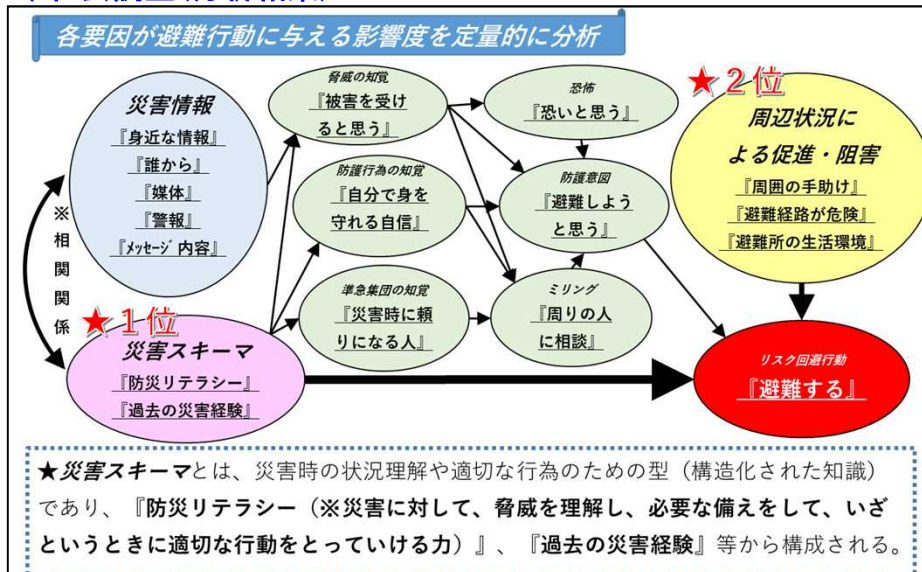 各要因が避難行動に与える影響度を定量的に分析
災害情報
『身近な情報』
『誰から』
『媒体』
『警報』
『ﾒｯｾｰｼﾞ 内容』
※相関関係
★１位
災害スキーマ
『防災リテラシー』
『過去の災害経験』
脅威の知覚
『被害を受け
ると思う』
防護行為の知覚
『自分で身を
守れる自信』
準急集団の知覚
『災害時に頼
りになる人』
恐怖
『恐いと思う』
防護意図
『避難しよう
と思う』
ミリング
『周りの人
に相談』
★２位
周辺状況に
よる促進・阻害
『周囲の手助け』
『避難経路が危険』
『避難所の生活環境』
リスク回避行動
『避難する』
★災害スキーマとは、災害時の状況理解や適切な行為のための型（構造化された知識）
であり、『防災リテラシー（※災害に対して、脅威を理解し、必要な備えをして、いざ
というときに適切な行動をとっていける力）』、『過去の災害経験』等から構成される。